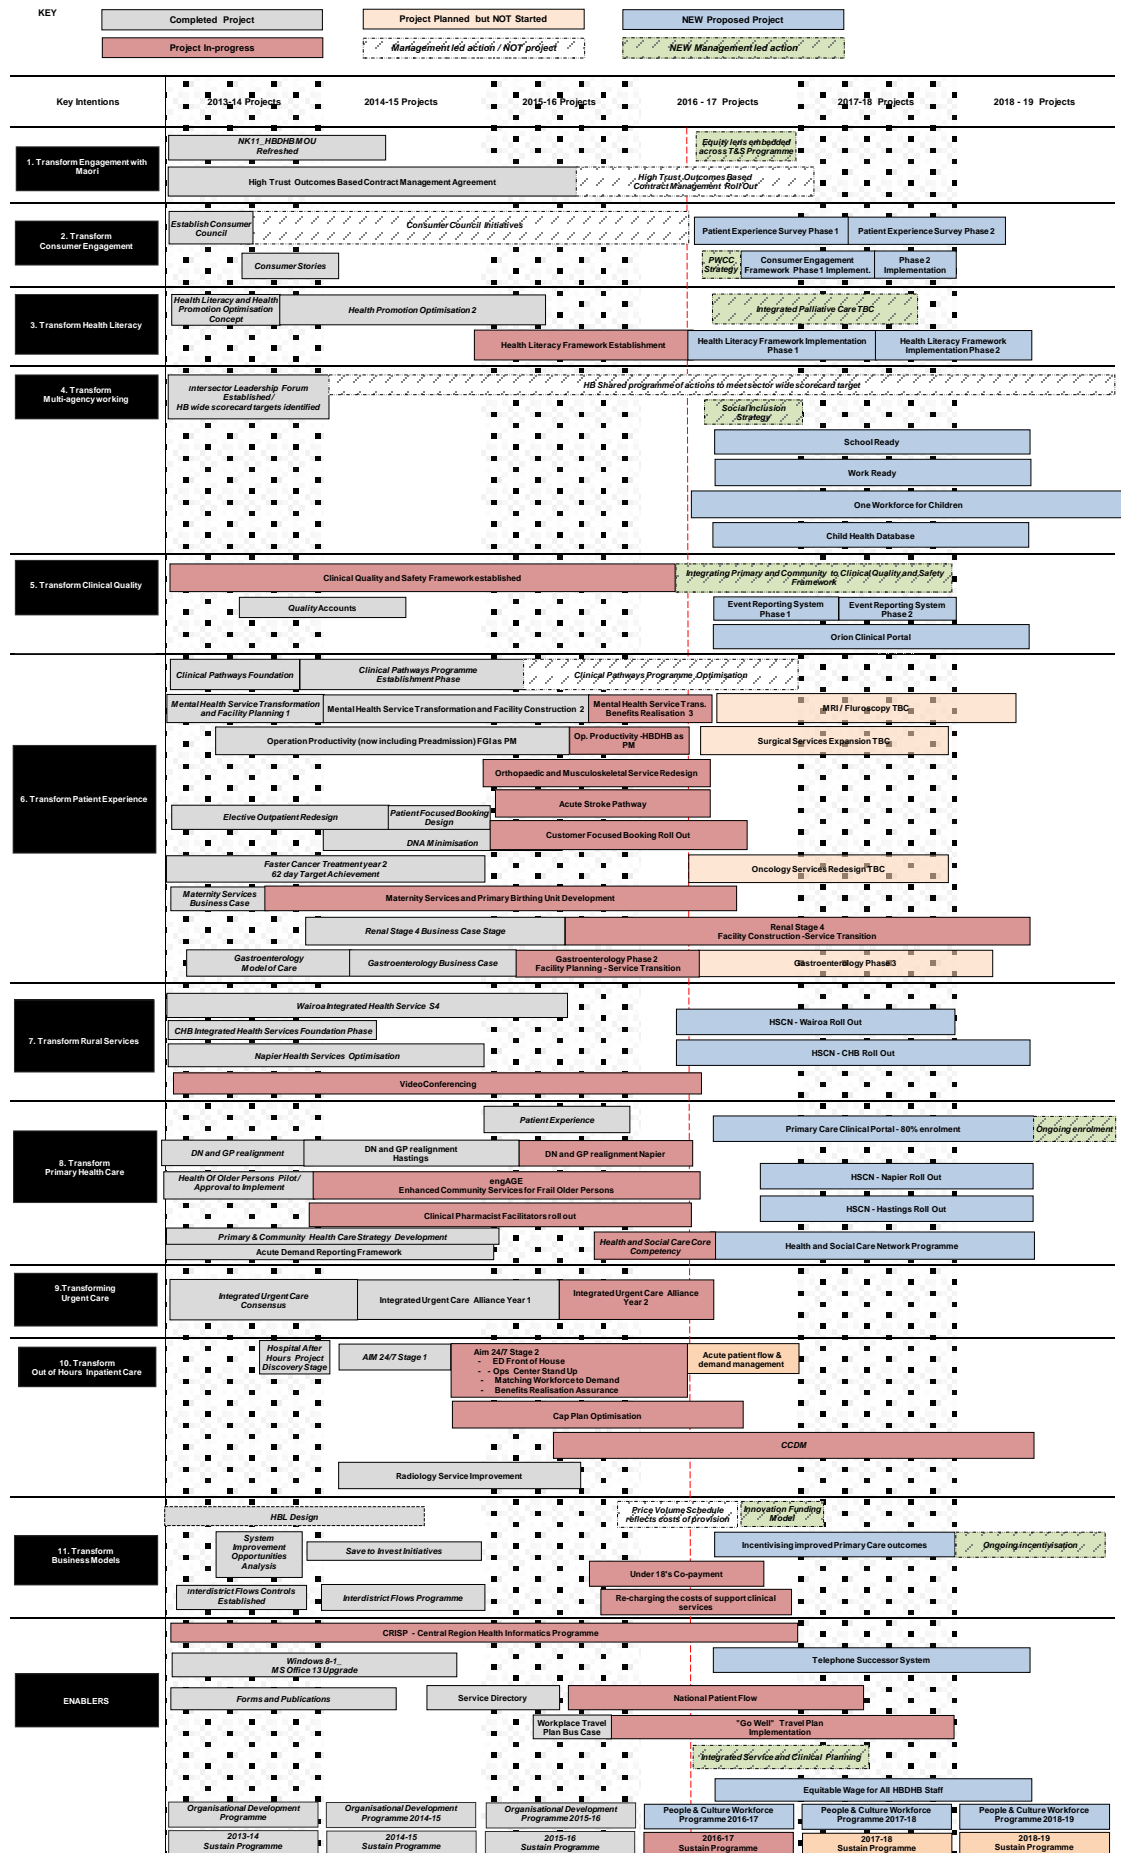 KEY
Completed Project
Project Planned but NOT Started
NEW Proposed Project
Project In-progress
Management led action / NOT project
NEW Management led action
Key Intentions
2013-14 Projects
2014-15 Projects
2015-16 Projects
2016 - 17 Projects
2017-18 Projects
2018 - 19 Projects
1. Transform Engagement with
Maori
NK11_HBDHB MOU
Refreshed
Equity lens embedded
across T&S Programme
High Trust Outcomes Based Contract Management Agreement
High Trust Outcomes Based
Contract Management Roll Out
2. Transform
Consumer Engagement
Establish Consumer
Council
Consumer Council Initiatives
Patient Experience Survey Phase 1
Patient Experience Survey Phase 2
Consumer Stories
PWCC
Strategy
Consumer Engagement
Framework Phase 1 Implement.
Phase 2
Implementation
3. Transform Health Literacy
Health Literacy and Health
Promotion Optimisation
Concept
Health Promotion Optimisation 2
Integrated Palliative Care TBC
Health Literacy Framework Establishment
Health Literacy Framework Implementation
Phase 1
Health Literacy Framework
Implementation Phase 2
4. Transform
Multi-agency working
Intersector Leadership Forum
Established /
HB wide scorecard targets identified
HB Shared programme of actions to meet sector wide scorecard target
Social Inclusion
Strategy
School Ready
Work Ready
One Workforce for Children
Child Health Database
5. Transform Clinical Quality
Clinical Quality and Safety Framework established
Integrating Primary and Community to Clinical Quality and Safety
Framework
Quality Accounts
Event Reporting System
Phase 1
Event Reporting System
Phase 2
Orion Clinical Portal
6. Transform Patient Experience
Clinical Pathways Foundation
Clinical Pathways Programme
Establishment Phase
Clinical Pathways Programme Optimisation
Mental Health Service Transformation
and Facility Planning 1
Mental Health Service Transformation and Facility Construction 2
Mental Health Service Trans.
Benefits Realisation 3
MRI / Fluroscopy TBC
Operation Productivity (now including Preadmission) FGI as PM
Op. Productivity -HBDHB as
PM
Surgical Services Expansion TBC
Orthopaedic and Musculoskeletal Service Redesign
Acute Stroke Pathway
Elective Outpatient Redesign
Patient Focused Booking
Design
DNA Minimisation
Customer Focused Booking Roll Out
Faster Cancer Treatment year 2
62 day Target Achievement
Oncology Services Redesign TBC
Maternity Services
Business Case
Maternity Services and Primary Birthing Unit Development
Renal Stage 4 Business Case Stage
Renal Stage 4
Facility Construction -Service Transition
Gastroenterology
Model of Care
Gastroenterology Business Case
Gastroenterology Phase 2
Facility Planning - Service Transition
Gastroenterology Phase 3
7. Transform Rural Services
Wairoa Integrated Health Service S4
CHB Integrated Health Services Foundation Phase
Napier Health Services Optimisation
HSCN - Wairoa Roll Out
HSCN - CHB Roll Out
Video Conferencing
8. Transform
Primary Health Care
Patient Experience
Primary Care Clinical Portal - 80% enrolment
Ongoing enrolment
DN and GP realignment
DN and GP realignment
Hastings
DN and GP realignment Napier
Health Of Older Persons Pilot /
Approval to Implement
engAGE
Enhanced Community Services for Frail Older Persons
HSCN - Napier Roll Out
Clinical Pharmacist Facilitators roll out
HSCN - Hastings Roll Out
Primary & Community Health Care Strategy Development
Acute Demand Reporting Framework
Health and Social Care Core
Competency
Health and Social Care Network Programme
9.Transforming
Urgent Care
Integrated Urgent Care
Consensus
Integrated Urgent Care Alliance Year 1
Integrated Urgent Care Alliance
Year 2
10. Transform
Out of Hours Inpatient Care
Hospital After
Hours Project
Discovery Stage
AIM 24/7 Stage 1
Aim 24/7 Stage 2
- ED Front of House
- - Ops Center Stand Up
- Matching Workforce to Demand
- Benefits Realisation Assurance
Acute patient flow &
demand management
Cap Plan Optimisation
CCDM
Radiology Service Improvement
11. Transform
Business Models
HBL Design
Price Volume Schedule
reflects costs of provision
Innovation Funding
Model
System
Improvement
Opportunities
Analysis
Save to Invest Initiatives
Incentivising improved Primary Care outcomes
Ongoing incentivisation
Under 18's Co-payment
Interdistrict Flows Controls
Established
Interdistrict Flows Programme
Re-charging the costs of support clinical
services
ENABLERS
CRISP - Central Region Health Informatics Programme
Windows 8-1_
MS Office 13 Upgrade
Telephone Successor System
Forms and Publications
Service Directory
National Patient Flow
Workplace Travel
Plan Bus Case
"Go Well" Travel Plan
Implementation
Integrated Service and Clinical Planning
Equitable Wage for All HBDHB Staff
Organisational Development
Programme
Organisational Development
Programme 2014-15
Organisational Development
Programme 2015-16
People & Culture Workforce
Programme 2016-17
People & Culture Workforce
Programme 2017-18
People & Culture Workforce
Programme 2018-19
2013-14
Sustain Programme
2014-15
Sustain Programme
2015-16
Sustain Programme
2016-17
Sustain Programme
2017-18
Sustain Programme
2018-19
Sustain Programme